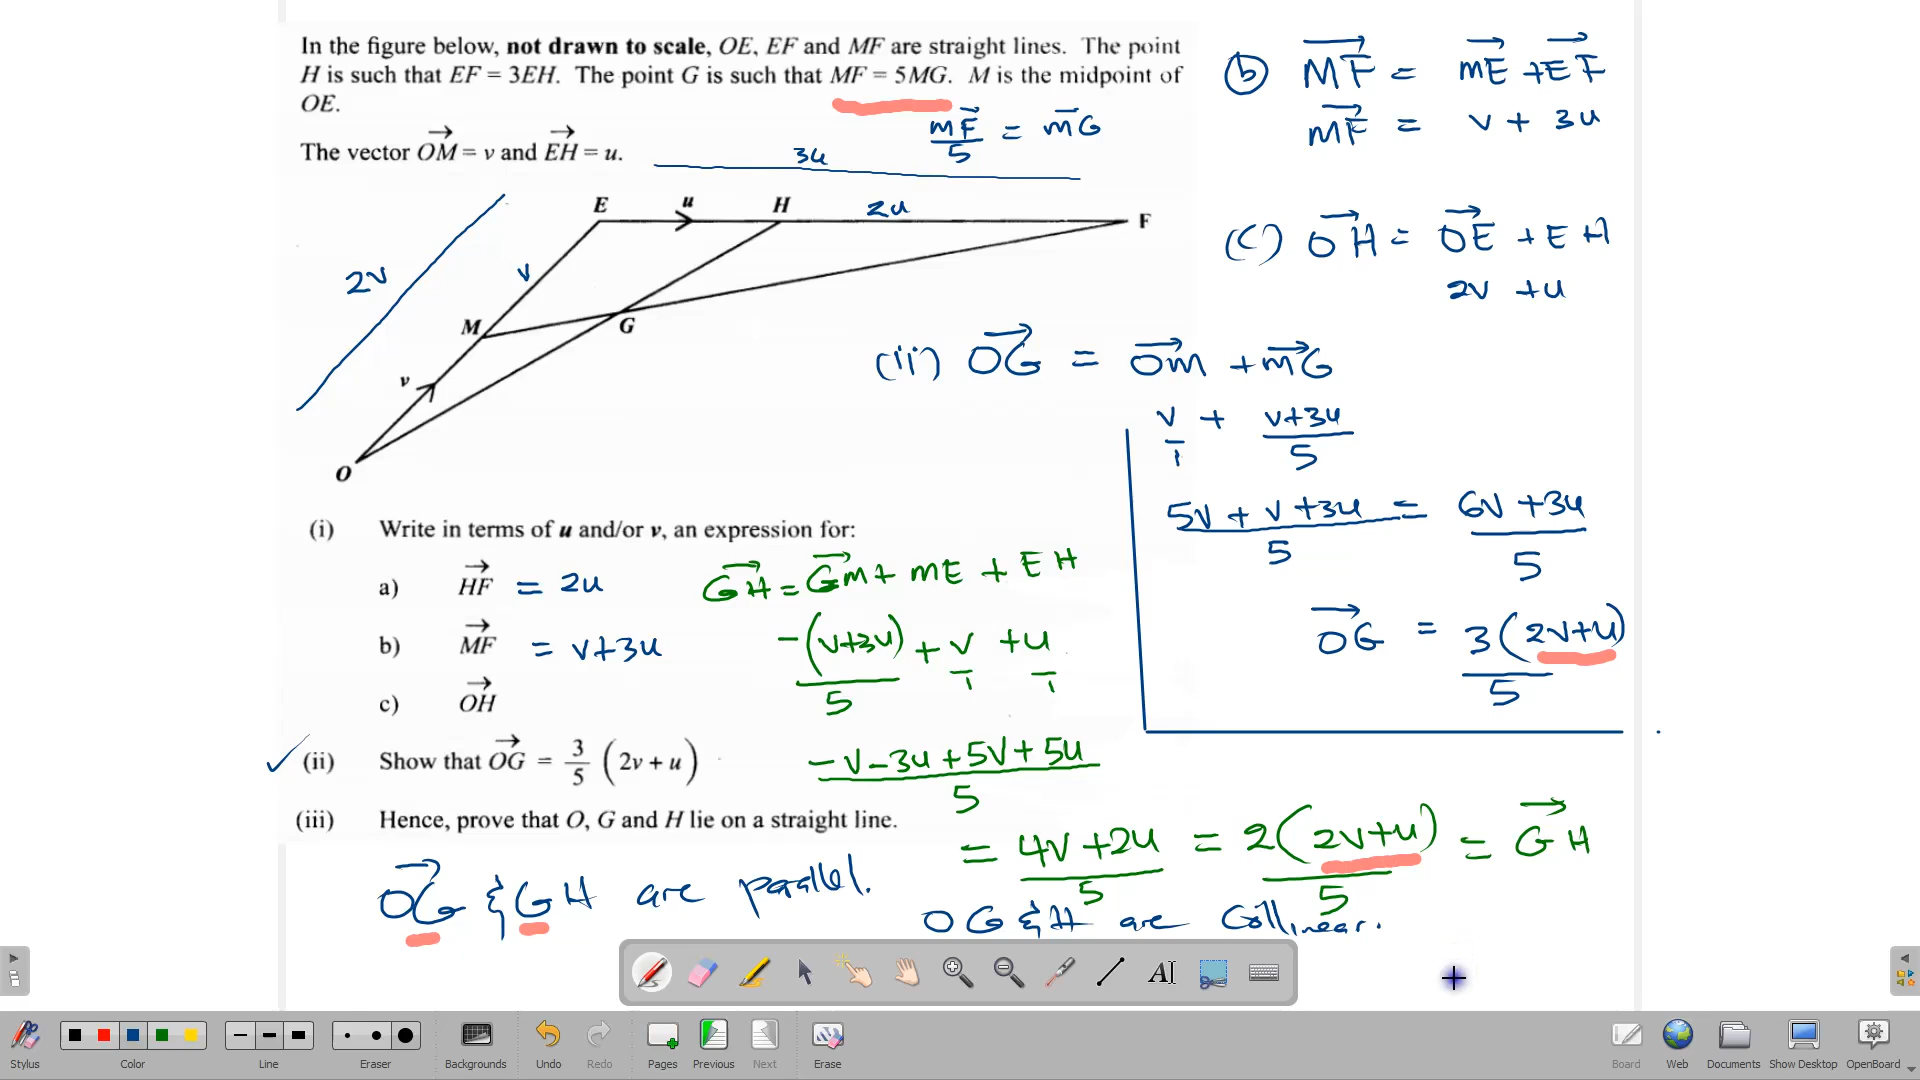 In the figure below, not drawn to scale, OE, EF and MF are straight lines. The point
H is such that EF = 3EH. The point G is such that MF = 5MG. M is the midpoint of
OE.
MF/5 = MG
The vector OM = v and EH = u.
3u
E u H 2u F
2v
v
M
G
v
O
(i) Write in terms of u and/or v, an expression for:
a) HF = 2u
b) MF = v+3u
c) OH
(ii) Show that OG = 3/5 (2v + u)
(iii) Hence, prove that O, G and H lie on a straight line.
OG & GH are parallel.
OG&H are Collinear.
GH = GM + ME + EH
-(v+3u)/5 + v/1 + u/1
-v-3u+5v+5u
5
= 4v+2u/5 = 2(2v+u)/5 = GH
(b) MF = ME + EF
MF = v + 3u
(c) OH = OE + EH
2v + u
(ii) OG = OM + MG
v/1 + v+3u/5
5v + v + 3u/5 = 6v + 3u/5
OG = 3(2v+u)/5
Stylus
Color
Line
Eraser
Backgrounds
Undo
Redo
Pages
Previous
Next
Erase
Board
Web
Documents
Show Desktop
OpenBoard